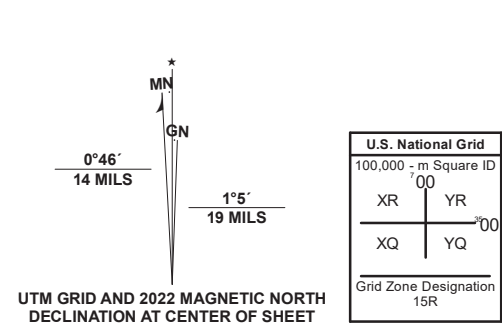 ★
MN
GN
0°46´
14 MILS
1°5´
19 MILS
UTM GRID AND 2022 MAGNETIC NORTH
DECLINATION AT CENTER OF SHEET
U.S. National Grid
100,000 - m Square ID
⁷00
XR YR
³⁵00
XQ YQ
Grid Zone Designation
15R